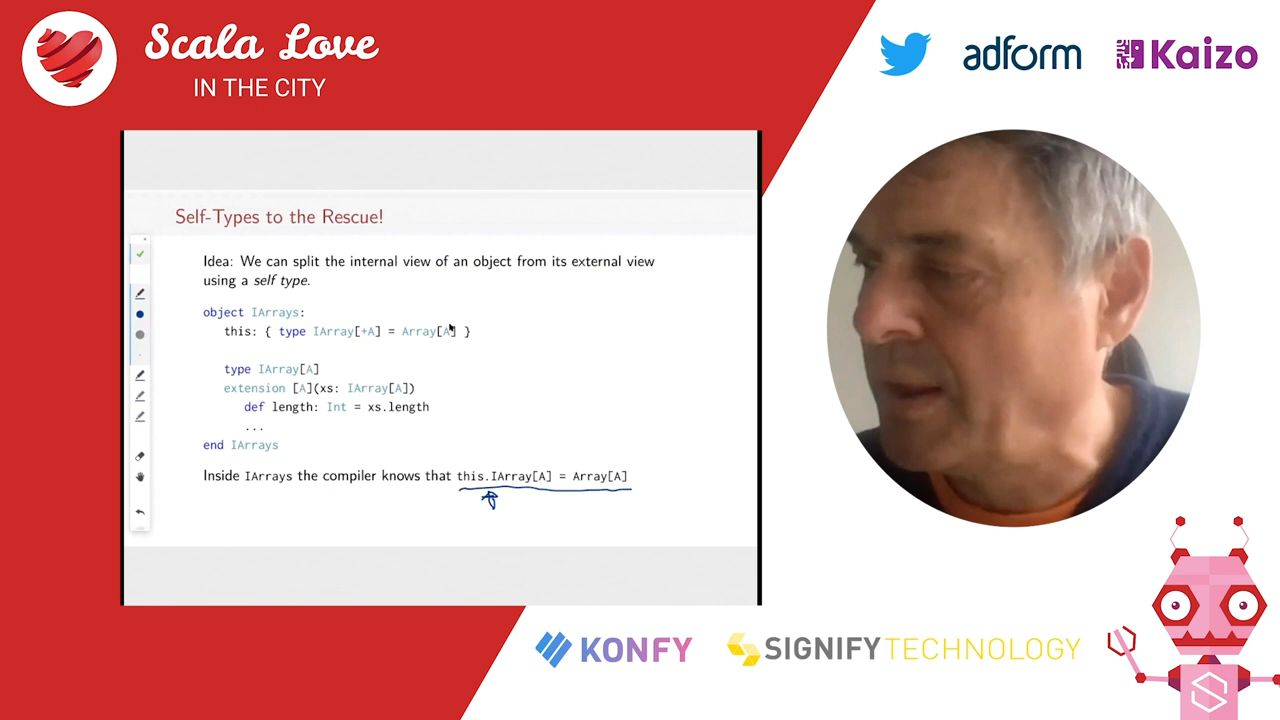 Scala Love
IN THE CITY
adform
Kaizo
Self-Types to the Rescue!
Idea: We can split the internal view of an object from its external view
using a self type.
object IArrays:
this: { type IArray[+A] = Array[A] }
type IArray[A]
extension [A](xs: IArray[A])
def length: Int = xs.length
...
end IArrays
Inside IArrays the compiler knows that this.IArray[A] = Array[A]
KONFY
SIGNIFYTECHNOLOGY